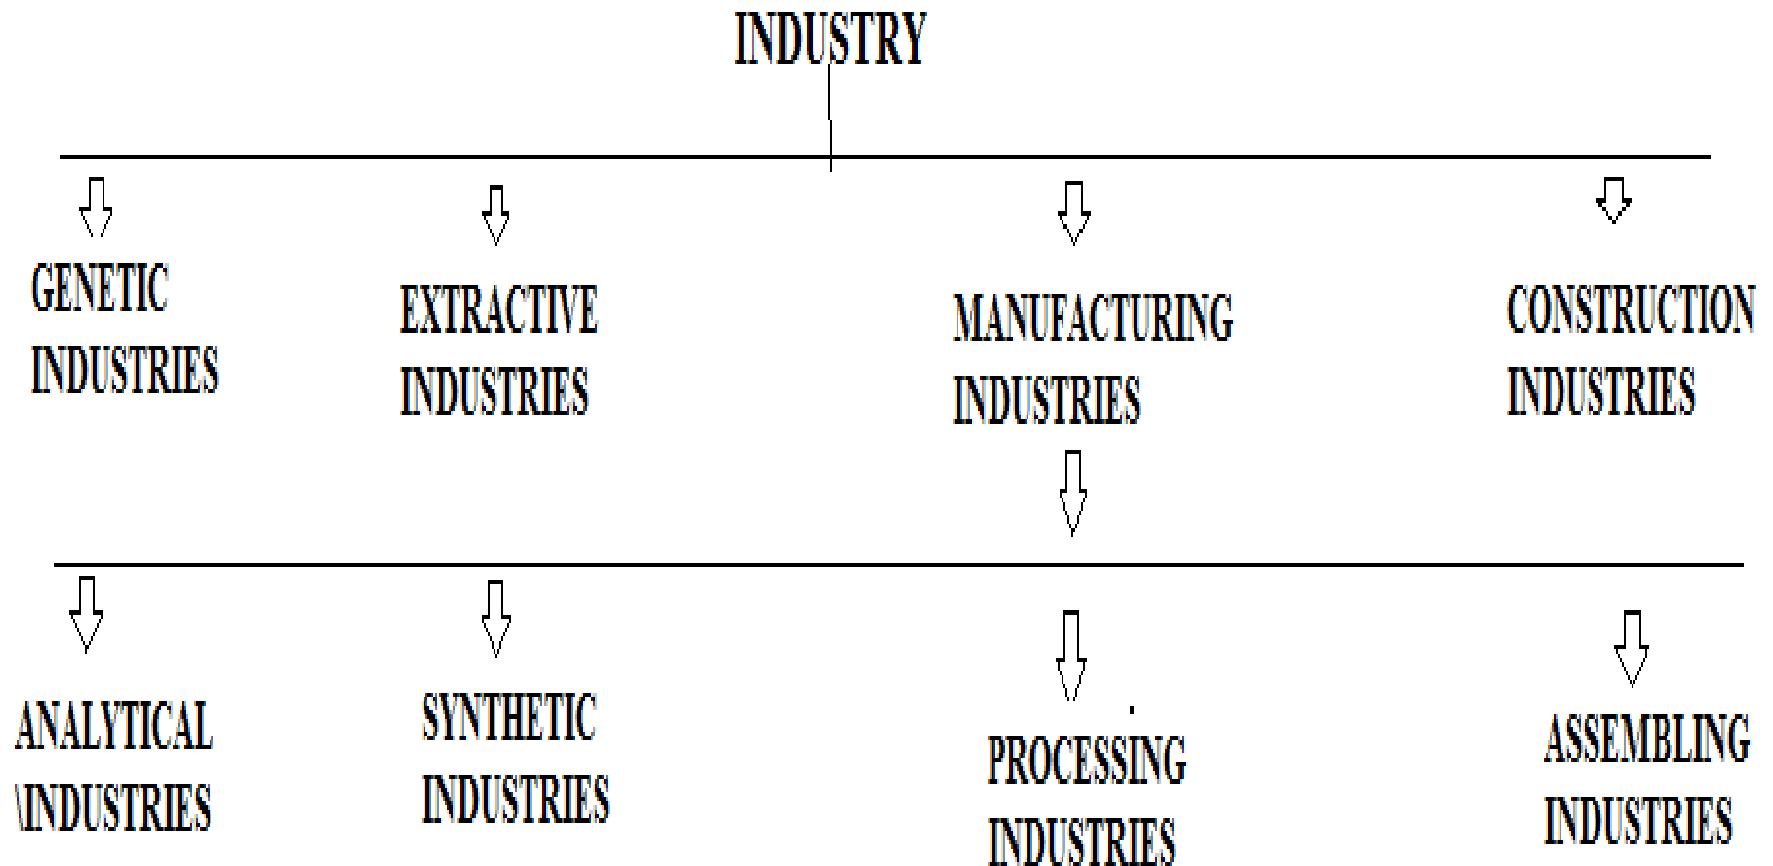 INDUSTRY
GENETIC
INDUSTRIES
EXTRACTIVE
INDUSTRIES
MANUFACTURING
INDUSTRIES
CONSTRUCTION
INDUSTRIES
ANALYTICAL
\INDUSTRIES
SYNTHETIC
INDUSTRIES
PROCESSING
INDUSTRIES
ASSEMBLING
INDUSTRIES